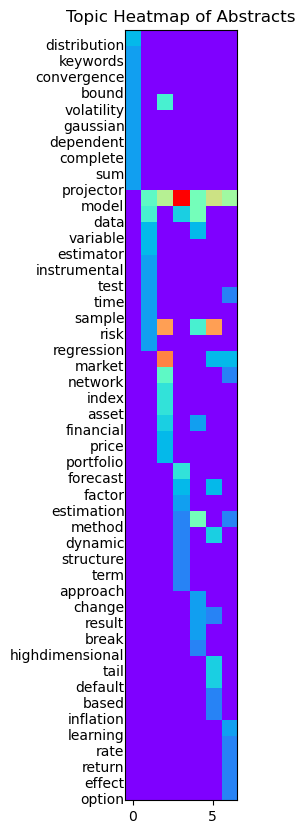 Topic Heatmap of Abstracts
distribution
keywords
convergence
bound
volatility
gaussian
dependent
complete
sum
projector
model
data
variable
estimator
instrumental
test
time
sample
risk
regression
market
network
index
asset
financial
price
portfolio
forecast
factor
estimation
method
dynamic
structure
term
approach
change
result
break
highdimensional
tail
default
based
inflation
learning
rate
return
effect
option
0 5